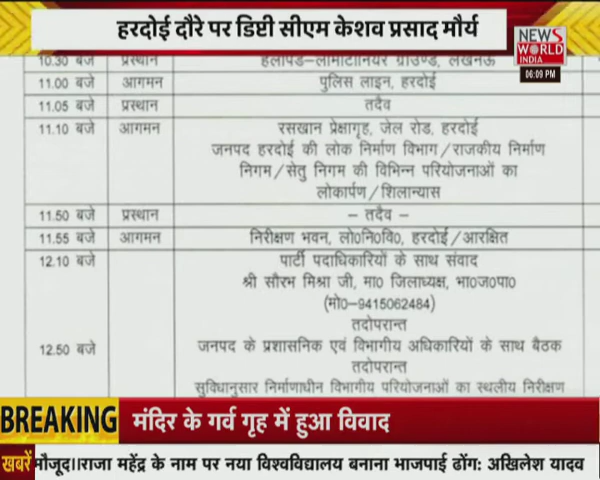 हरदोई दौरे पर डिप्टी सीएम केशव प्रसाद मौर्य
NEWS
WORLD
INDIA
06:09 PM
10.30 बजे प्रस्थान हैलीपैड–लामार्टीनियर ग्राउण्ड, लखनऊ
11.00 बजे आगमन पुलिस लाइन, हरदोई
11.05 बजे प्रस्थान तदैव
11.10 बजे आगमन रसखान प्रेक्षागृह, जेल रोड, हरदोई
जनपद हरदोई की लोक निर्माण विभाग/राजकीय निर्माण
निगम/सेतु निगम की विभिन्न परियोजनाओं का
लोकार्पण/शिलान्यास
11.50 बजे प्रस्थान – तदैव –
11.55 बजे आगमन निरीक्षण भवन, लो0नि0वि0, हरदोई/आरक्षित
12.10 बजे पार्टी पदाधिकारियों के साथ संवाद
श्री सौरभ मिश्रा जी, मा0 जिलाध्यक्ष, भा0ज0पा0
(मो0–9415062484)
तदोपरान्त
12.50 बजे जनपद के प्रशासनिक एवं विभागीय अधिकारियों के साथ बैठक
तदोपरान्त
सुविधानुसार निर्माणाधीन विभागीय परियोजनाओं का स्थलीय निरीक्षण
BREAKING मंदिर के गर्व गृह में हुआ विवाद
खबरें मौजूद।।राजा महेंद्र के नाम पर नया विश्वविद्यालय बनाना भाजपाई ढोंग: अखिलेश यादव